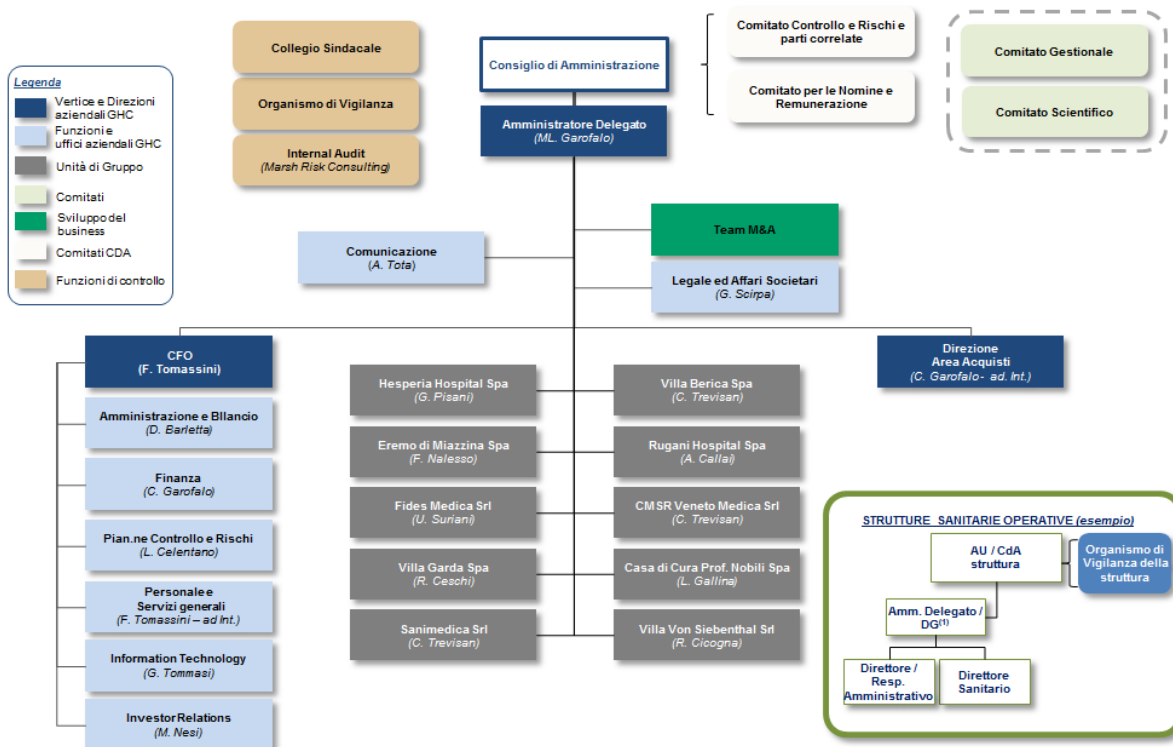 Collegio Sindacale
Organismo di Vigilanza
Internal Audit
(Marsh Risk Consulting)
Consiglio di Amministrazione
Amministratore Delegato
(ML. Garofalo)
Comitato Controllo e Rischi e
parti correlate
Comitato per le Nomine e
Remunerazione
Comitato Gestionale
Comitato Scientifico
Legenda
Vertice e Direzioni
aziendali GHC
Funzioni e
uffici aziendali GHC
Unità di Gruppo
Comitati
Sviluppo del
business
Comitati CDA
Funzioni di controllo
Comunicazione
(A. Tota)
Team M&A
Legale ed Affari Societari
(G. Scirpa)
CFO
(F. Tomassini)
Direzione
Area Acquisti
(C. Garofalo - ad. Int.)
Amministrazione e BIlancio
(D. Barletta)
Finanza
(C. Garofalo)
Pian.ne Controllo e Rischi
(L. Celentano)
Personale e
Servizi generali
(F. Tomassini – ad Int.)
Information Technology
(G. Tommasi)
Investor Relations
(M. Nesi)
Hesperia Hospital Spa
(G. Pisani)
Eremo di Miazzina Spa
(F. Nalesso)
Fides Medica Srl
(U. Suriani)
Villa Garda Spa
(R. Ceschi)
Sanimedica Srl
(C. Trevisan)
Villa Berica Spa
(C. Trevisan)
Rugani Hospital Spa
(A. Callai)
CMSR Veneto Medica Srl
(C. Trevisan)
Casa di Cura Prof. Nobili Spa
(L. Gallina)
Villa Von Siebenthal Srl
(R. Cicogna)
STRUTTURE SANITARIE OPERATIVE (esempio)
AU / CdA
struttura
Organismo di
Vigilanza della
struttura
Amm. Delegato /
DG(1)
Direttore /
Resp.
Amministrativo
Direttore
Sanitario